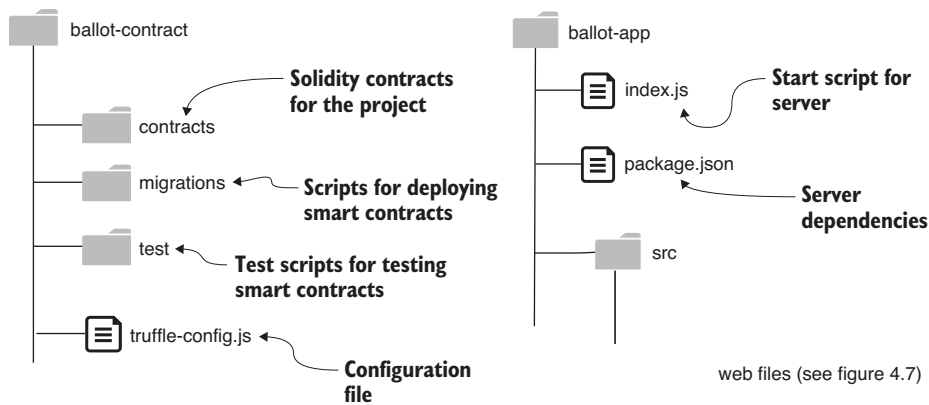 ballot-contract
Solidity contracts
for the project
contracts
migrations
Scripts for deploying
smart contracts
test
Test scripts for testing
smart contracts
truffle-config.js
Configuration
file
ballot-app
index.js
Start script for
server
package.json
Server
dependencies
src
web files (see figure 4.7)